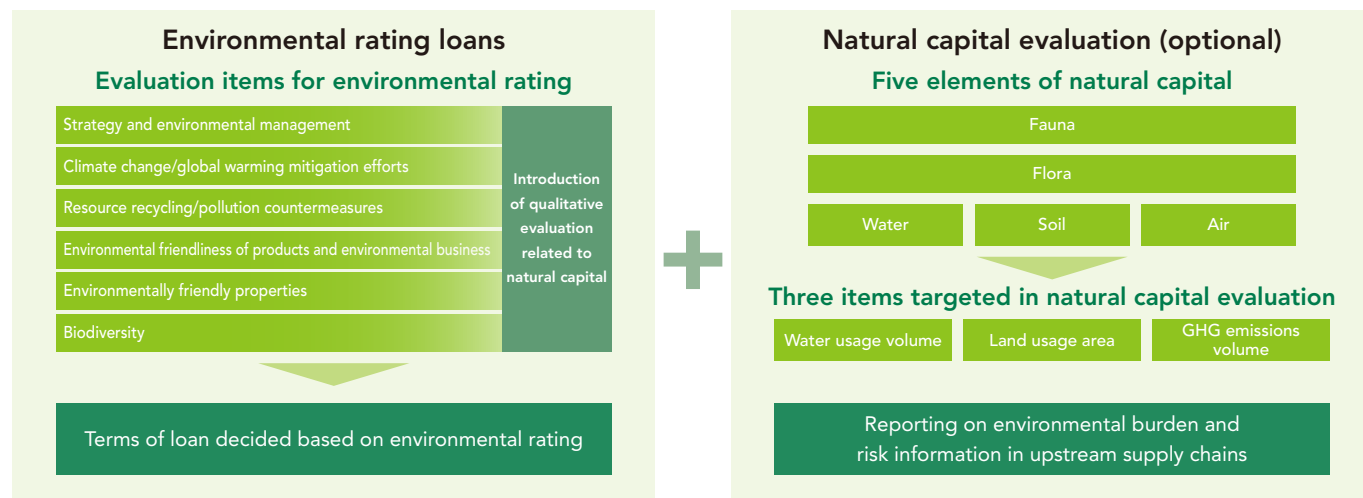 Environmental rating loans
Evaluation items for environmental rating
Strategy and environmental management
Climate change/global warming mitigation efforts
Resource recycling/pollution countermeasures
Environmental friendliness of products and environmental business
Environmentally friendly properties
Biodiversity
Introduction
of qualitative
evaluation
related to
natural capital
Terms of loan decided based on environmental rating
+
Natural capital evaluation (optional)
Five elements of natural capital
Fauna
Flora
Water
Soil
Air
Three items targeted in natural capital evaluation
Water usage volume
Land usage area
GHG emissions
volume
Reporting on environmental burden and
risk information in upstream supply chains